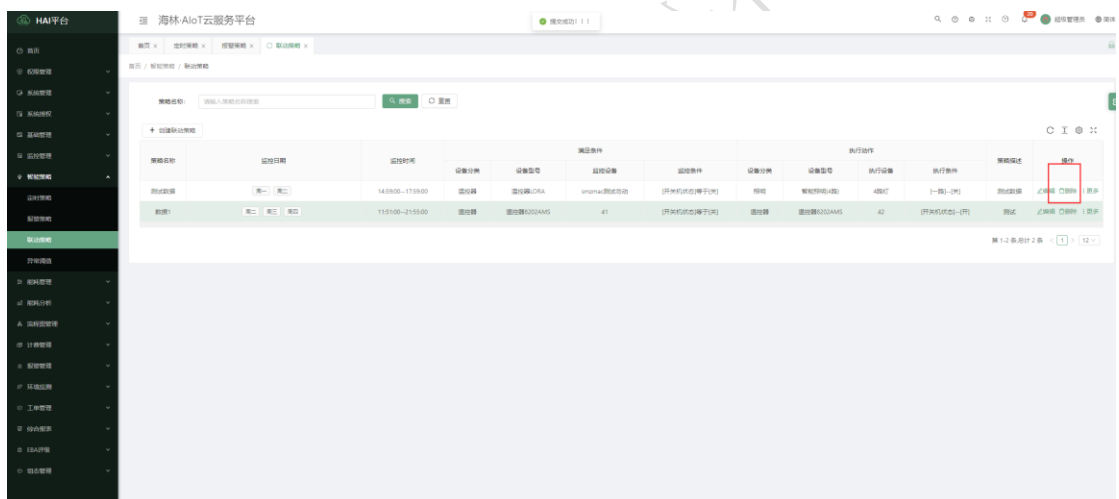 HAI平台
海林·AIoT云服务平台
提交成功！！！
超级管理员
简体
首页
权限管理
系统管理
系统授权
基础管理
监控管理
智能策略
定时策略
报警策略
联动策略
异常阈值
能耗管理
能耗分析
流程图管理
计费管理
报警管理
环境监测
工单管理
综合报表
EBA评估
组态管理
首页 × 定时策略 × 报警策略 × 联动策略 ×
首页 / 智能策略 / 联动策略
策略名称: 请输入策略名称搜索 搜索 重置
+ 创建联动策略
策略名称 监控日期 监控时间 满足条件 执行动作 策略描述 操作
设备分类 设备型号 监控设备 监控条件 设备分类 设备型号 执行设备 执行条件
测试数据 周一 周二 14:59:00--17:59:00 温控器 温控器LORA [开关机状态]等于[关] 照明 智能照明(4路) 4路灯 [一路]--[关] 测试数据 编辑 删除 更多
数据1 周二 周三 周四 11:51:00--21:55:00 温控器 温控器6202AMS 41 [开关机状态]等于[关] 温控器 温控器6202AMS 42 [开关机状态]--[开] 测试 编辑 删除 更多
第 1-2 条,总计 2 条 < 1 > 12